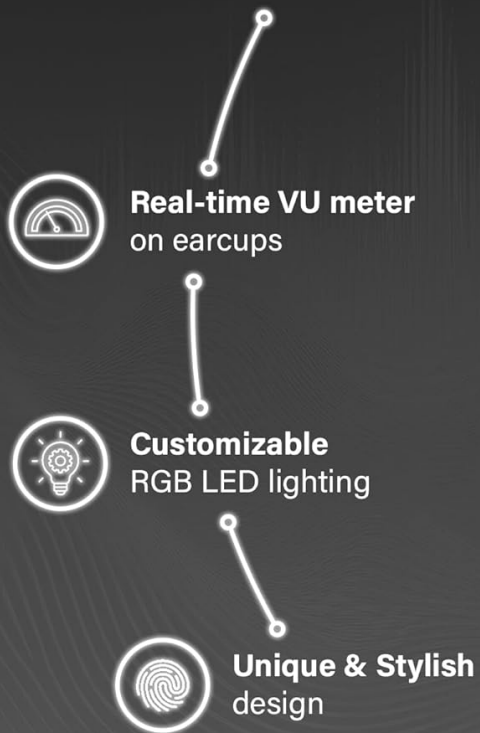 Real-time VU meter
on earcups
Customizable
RGB LED lighting
Unique & Stylish
design